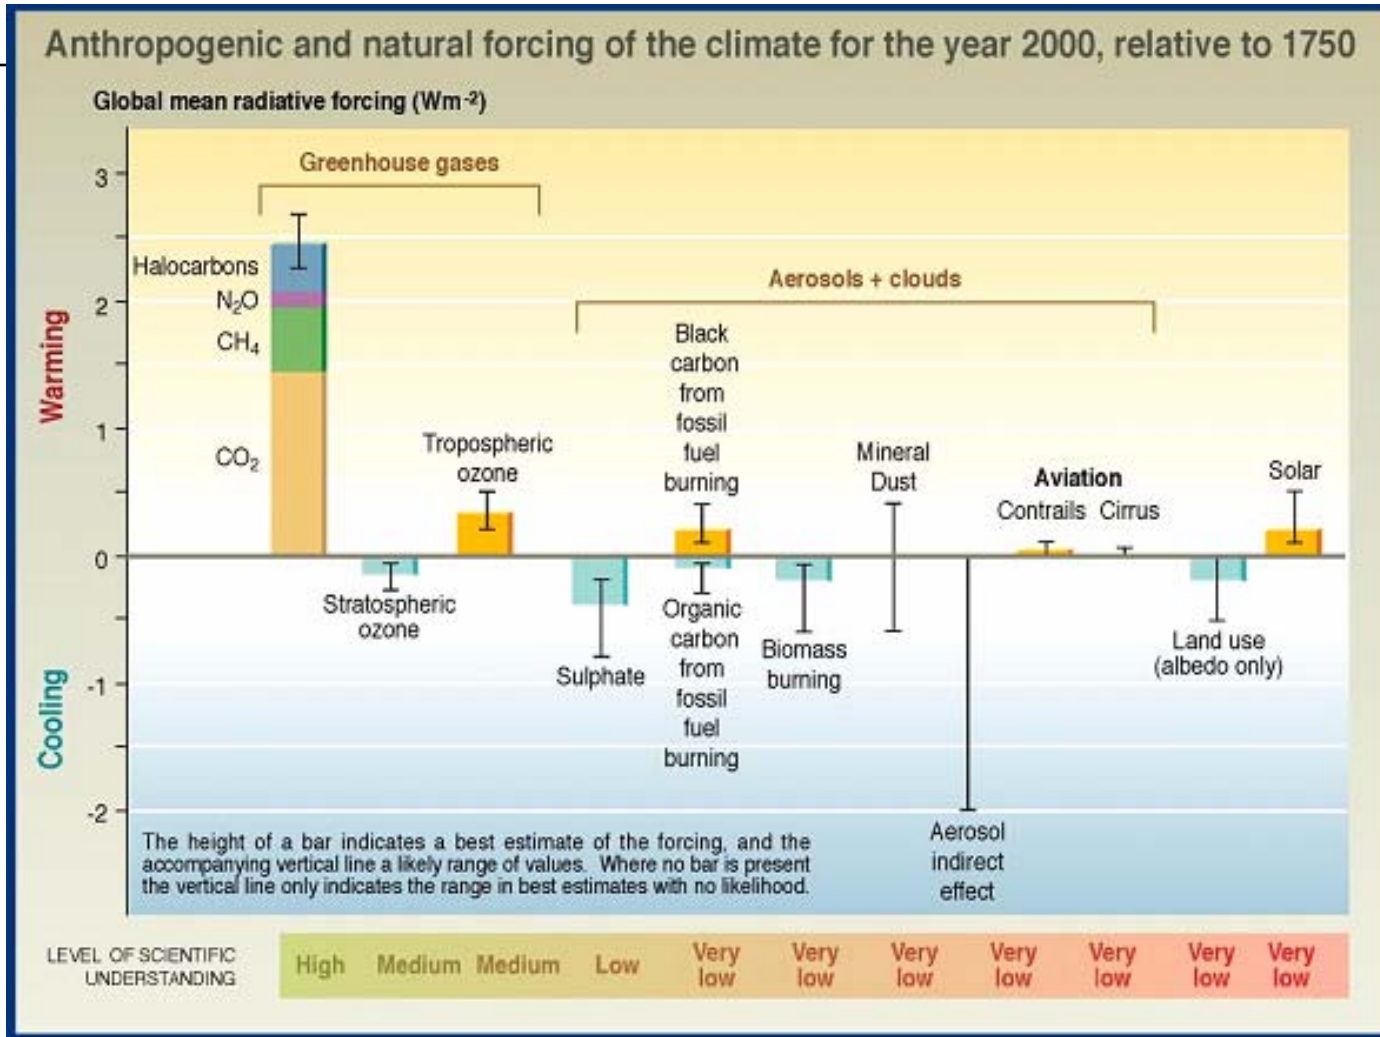 Anthropogenic and natural forcing of the climate for the year 2000, relative to 1750
Global mean radiative forcing (Wm-2)
Greenhouse gases
3
Halocarbons
N₂O
2
CH₄
Warming
1
CO₂
Aerosols + clouds
Black
carbon
from
fossil
fuel
burning
Tropospheric
ozone
Mineral
Dust
Aviation
Contrails Cirrus
Solar
0
Stratospheric
ozone
Sulphate
Organic
carbon
from
fossil
fuel
burning
Biomass
burning
Land use
(albedo only)
-1
Cooling
-2
Aerosol
indirect
effect
The height of a bar indicates a best estimate of the forcing, and the
accompanying vertical line a likely range of values. Where no bar is present
the vertical line only indicates the range in best estimates with no likelihood.
LEVEL OF SCIENTIFIC
UNDERSTANDING
High Medium Medium Low Very Very Very Very Very Very Very
low low low low low low low